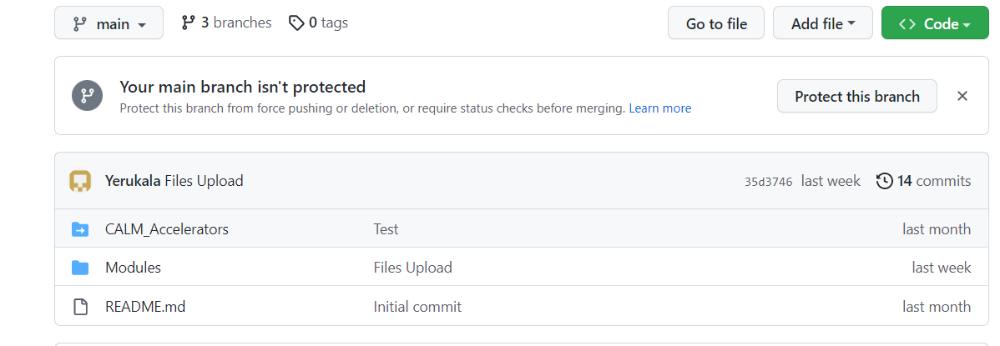 main 3 branches 0 tags Go to file Add file Code
Your main branch isn't protected
Protect this branch from force pushing or deletion, or require status checks before merging. Learn more Protect this branch
Yerukala Files Upload 35d3746 last week 14 commits
CALM_Accelerators Test last month
Modules Files Upload last week
README.md Initial commit last month